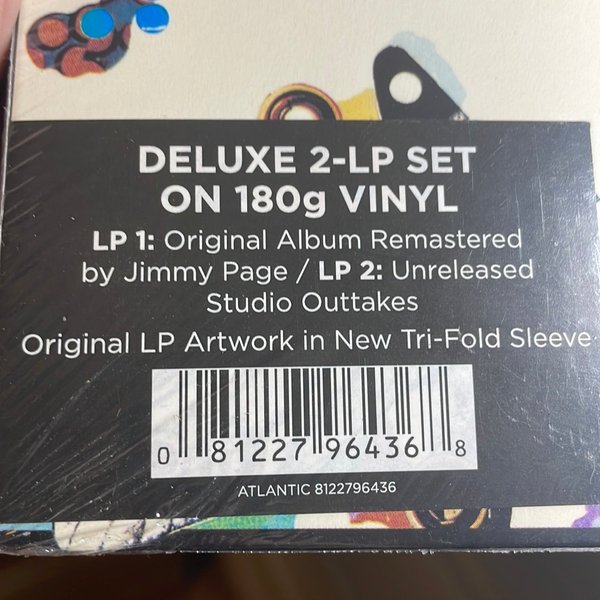 DELUXE 2-LP SET
ON 180g VINYL
LP 1: Original Album Remastered
by Jimmy Page / LP 2: Unreleased
Studio Outtakes
Original LP Artwork in New Tri-Fold Sleeve
0 81227 96436 8
ATLANTIC 8122796436